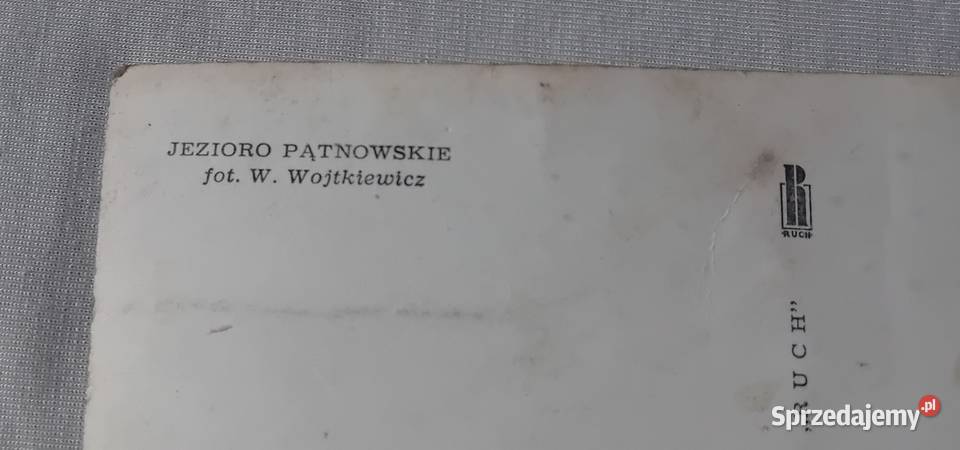 JEZIORO PĄTNOWSKIE
fot. W. Wojtkiewicz
RUCH
„RUCH”
Sprzedajemy.pl